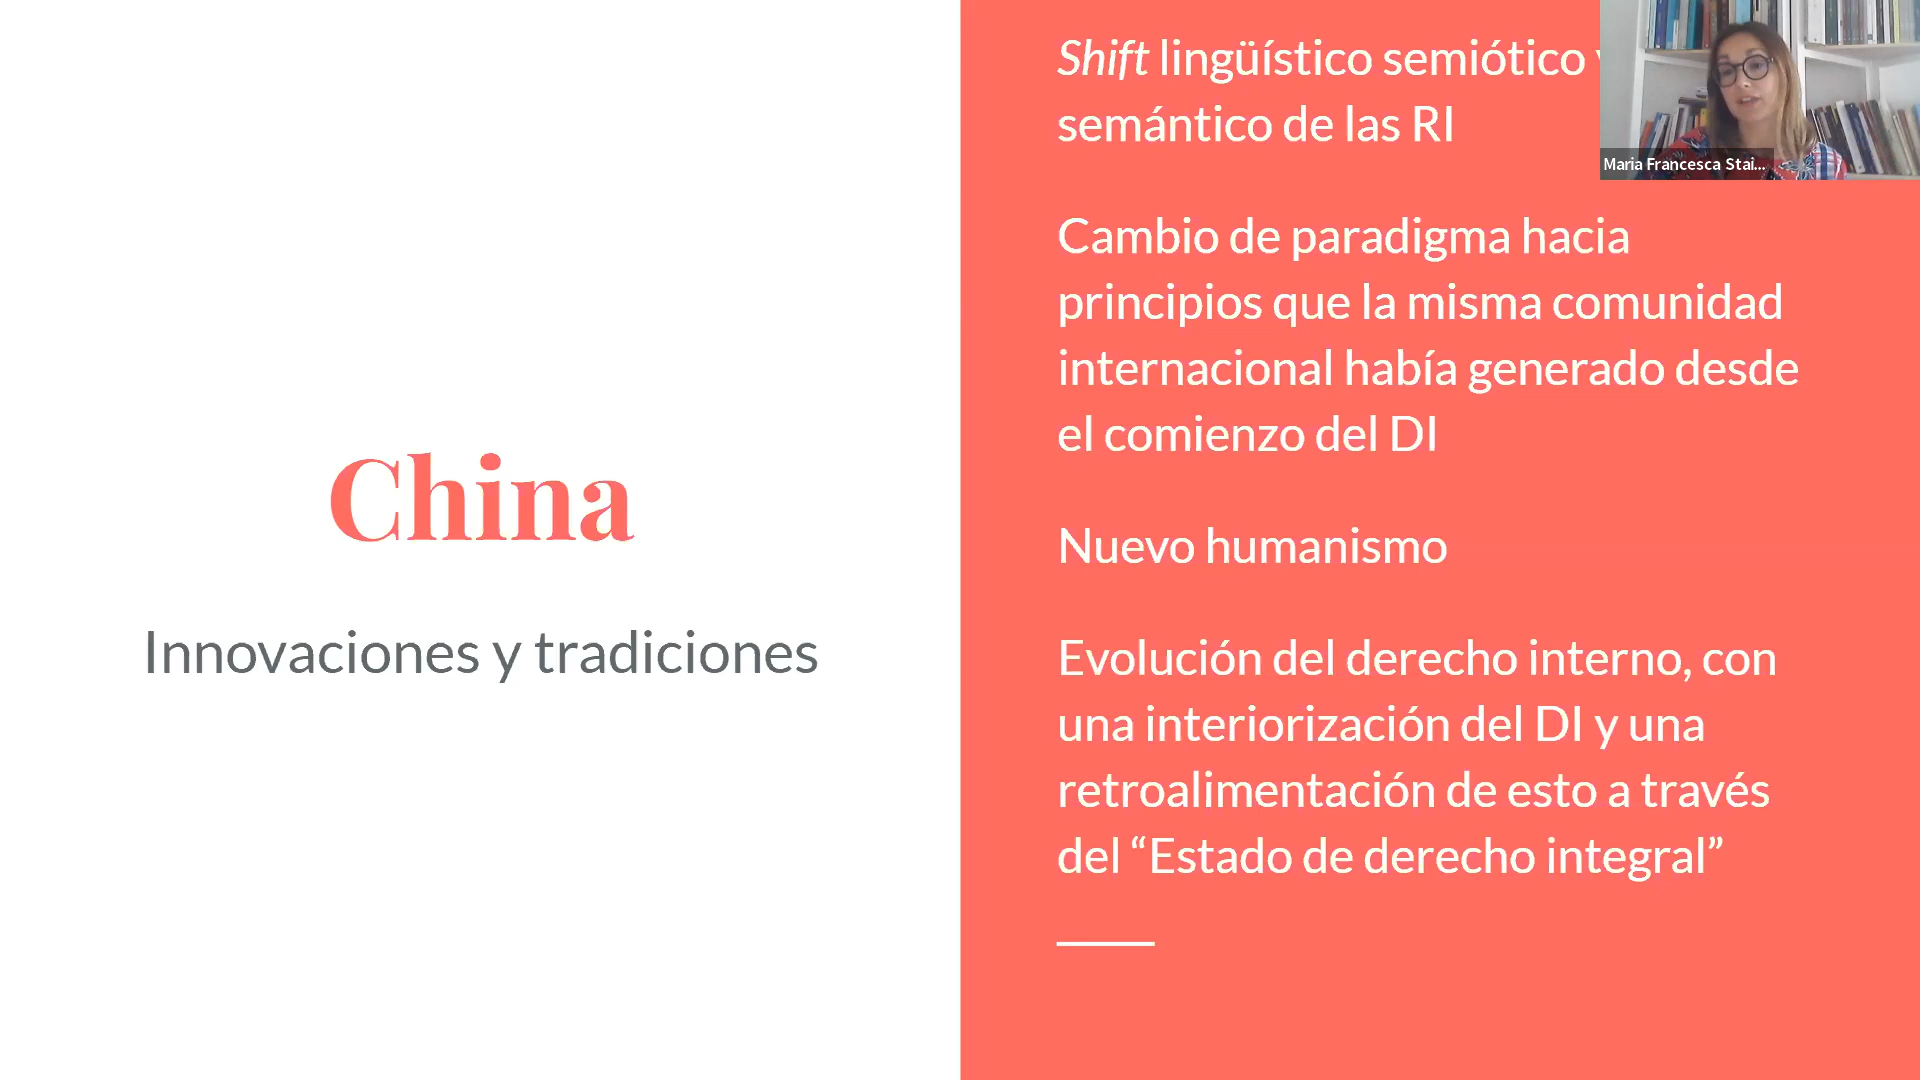 China
Innovaciones y tradiciones
Shift lingüístico semiótico
semántico de las RI
Cambio de paradigma hacia
principios que la misma comunidad
internacional había generado desde
el comienzo del DI
Nuevo humanismo
Evolución del derecho interno, con
una interiorización del DI y una
retroalimentación de esto a través
del “Estado de derecho integral”
Maria Francesca Stai...